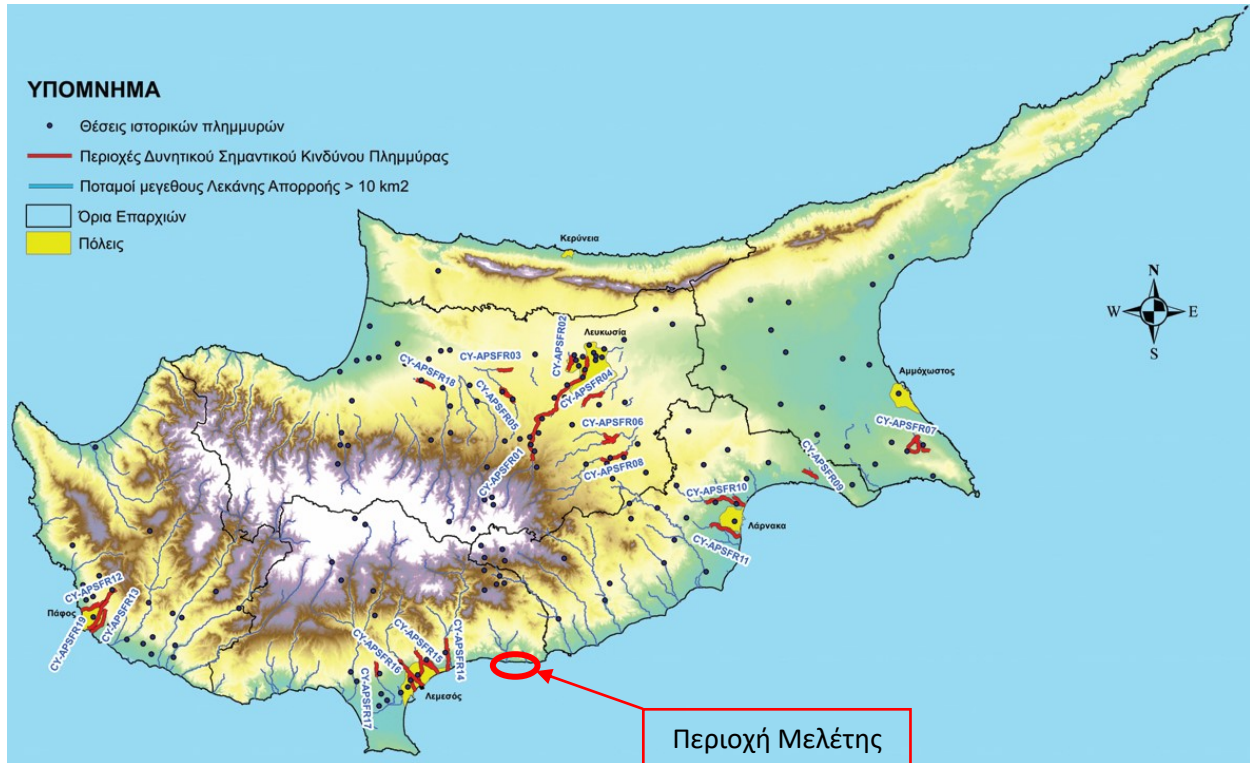 ΥΠΟΜΝΗΜΑ
Θέσεις ιστορικών πλημμυρών
Περιοχές Δυνητικού Σημαντικού Κινδύνου Πλημμύρας
Ποταμοί μεγεθους Λεκάνης Απορροής > 10 km2
Όρια Επαρχιών
Πόλεις
Κερύνεια
N
W
E
S
CY-APSFR02
Λευκωσία
CY-APSFR03
CY-APSFR18
CY-APSFR04
CY-APSFR05
Αμμόχωστος
CY-APSFR06
CY-APSFR07
CY-APSFR01
CY-APSFR08
CY-APSFR09
CY-APSFR10
Λάρνακα
CY-APSFR11
CY-APSFR12
Πάφος
CY-APSFR13
CY-APSFR19
CY-APSFR15
CY-APSFR14
CY-APSFR16
Λεμεσός
CY-APSFR17
Περιοχή Μελέτης